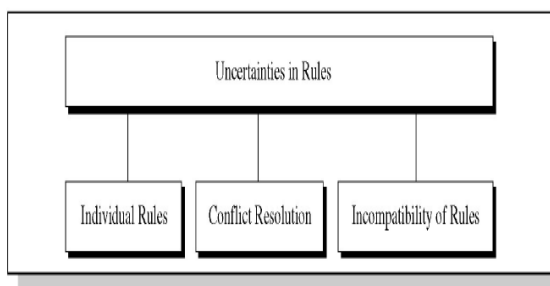 Uncertainties in Rules
Individual Rules
Conflict Resolution
Incompatibility of Rules